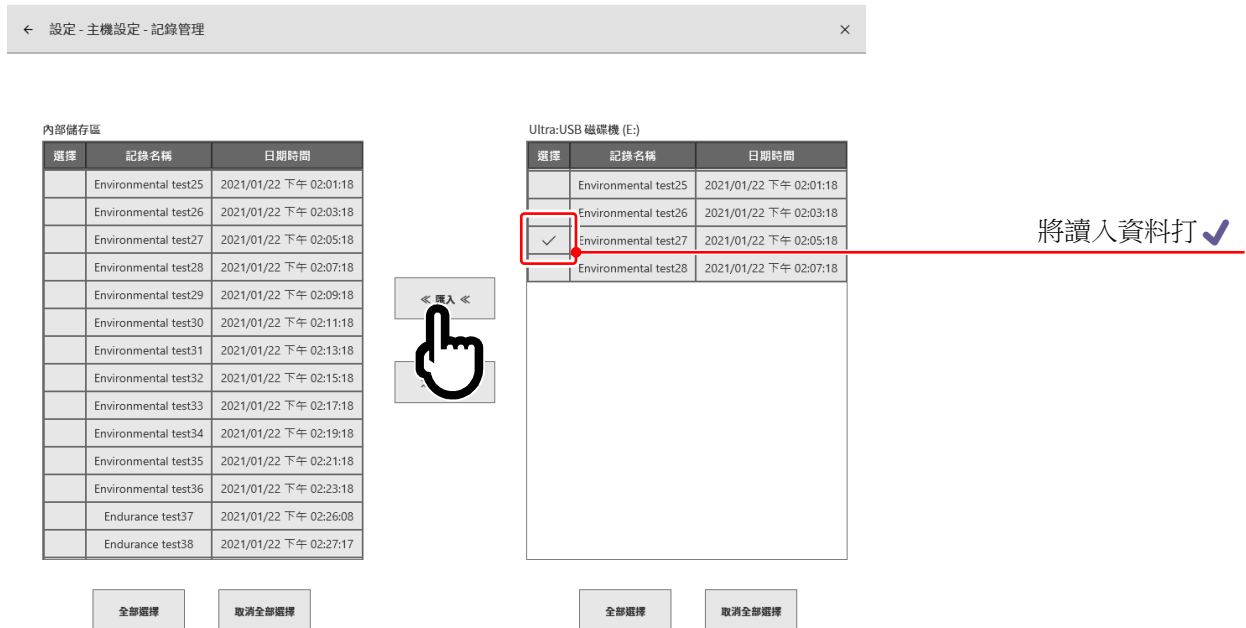 ← 設定 - 主機設定 - 記錄管理 ×
內部儲存區
選擇 記錄名稱 日期時間
Environmental test25 2021/01/22 下午 02:01:18
Environmental test26 2021/01/22 下午 02:03:18
Environmental test27 2021/01/22 下午 02:05:18
Environmental test28 2021/01/22 下午 02:07:18
Environmental test29 2021/01/22 下午 02:09:18
Environmental test30 2021/01/22 下午 02:11:18
Environmental test31 2021/01/22 下午 02:13:18
Environmental test32 2021/01/22 下午 02:15:18
Environmental test33 2021/01/22 下午 02:17:18
Environmental test34 2021/01/22 下午 02:19:18
Environmental test35 2021/01/22 下午 02:21:18
Environmental test36 2021/01/22 下午 02:23:18
Endurance test37 2021/01/22 下午 02:26:08
Endurance test38 2021/01/22 下午 02:27:17
全部選擇 取消全部選擇
≪ 匯入 ≪
Ultra:USB 磁碟機 (E:)
選擇 記錄名稱 日期時間
Environmental test25 2021/01/22 下午 02:01:18
Environmental test26 2021/01/22 下午 02:03:18
✓ Environmental test27 2021/01/22 下午 02:05:18
Environmental test28 2021/01/22 下午 02:07:18
全部選擇 取消全部選擇
將讀入資料打✓